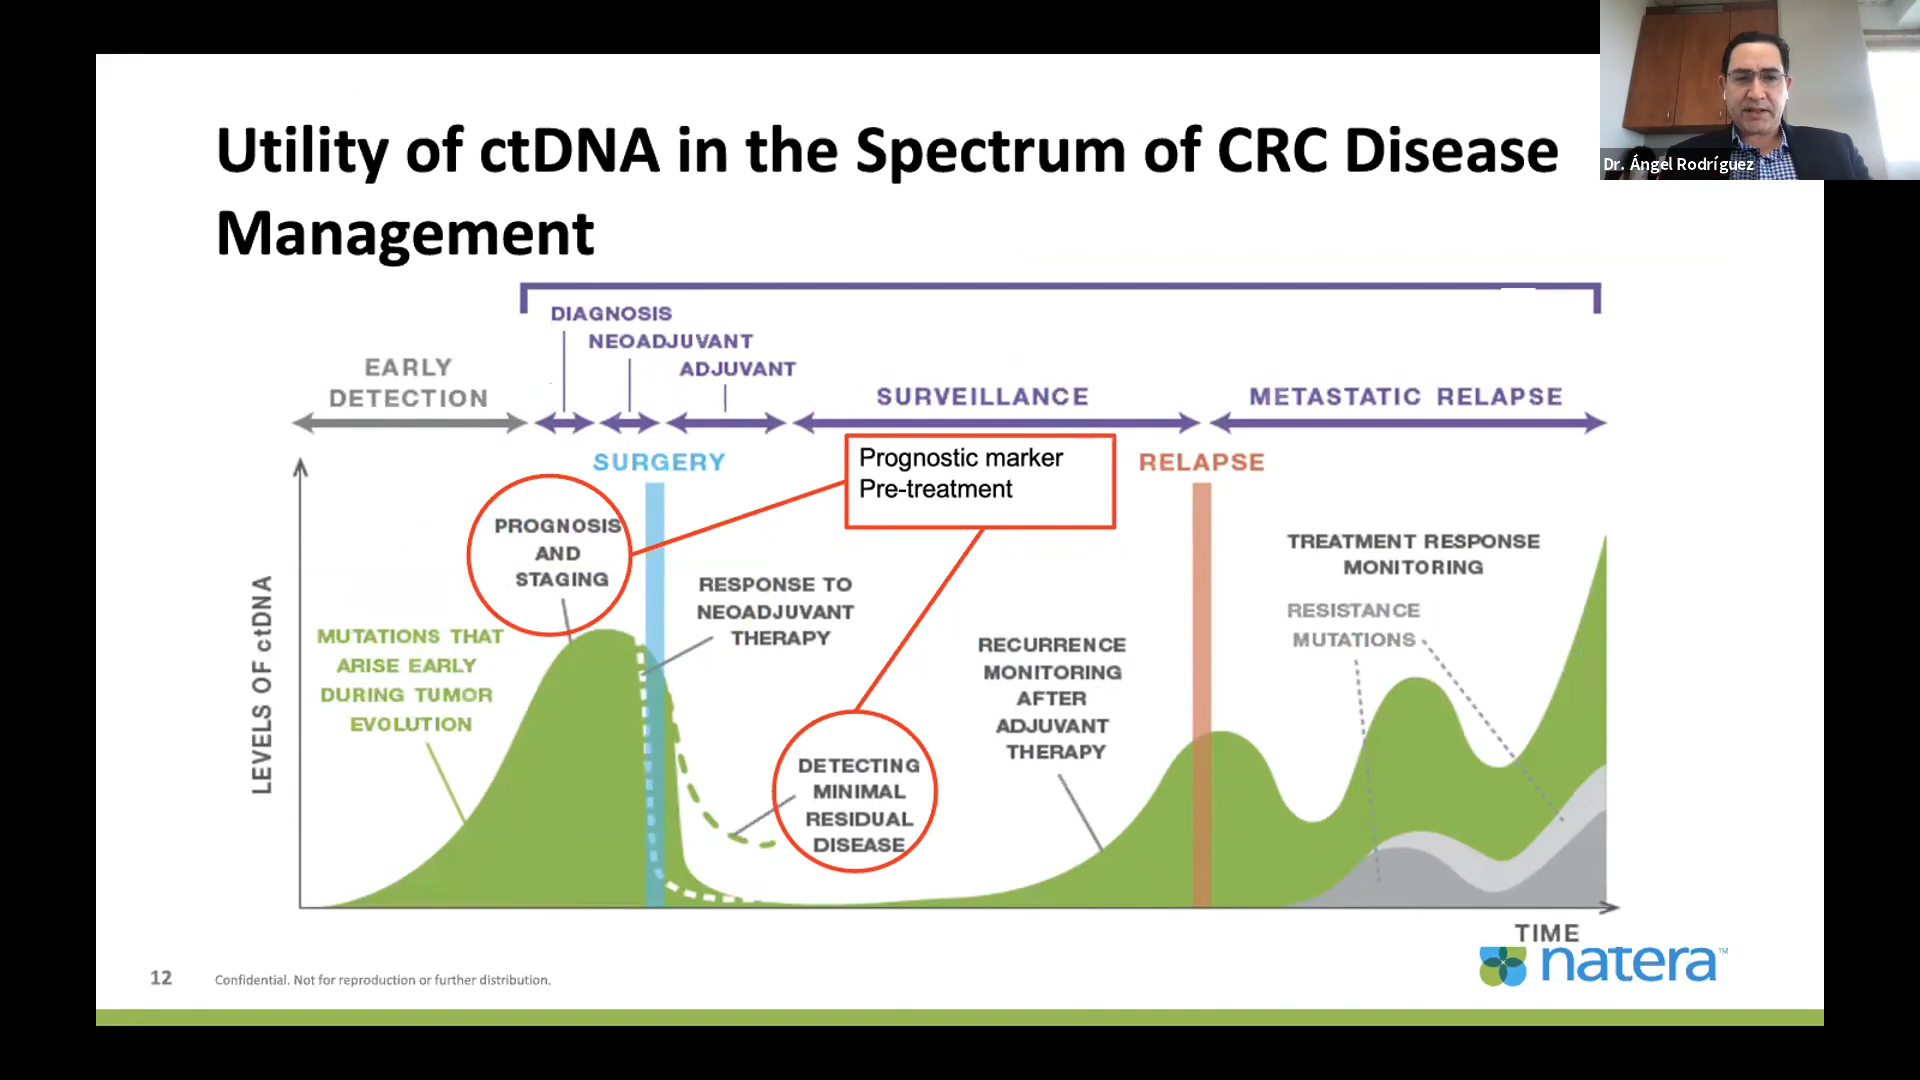 Utility of ctDNA in the Spectrum of CRC Disease
Management
Dr. Ángel Rodríguez
DIAGNOSIS
NEOADJUVANT
ADJUVANT
EARLY
DETECTION
SURVEILLANCE
METASTATIC RELAPSE
SURGERY
Prognostic marker
Pre-treatment
RELAPSE
PROGNOSIS
AND
STAGING
RESPONSE TO
NEOADJUVANT
THERAPY
MUTATIONS THAT
ARISE EARLY
DURING TUMOR
EVOLUTION
DETECTING
MINIMAL
RESIDUAL
DISEASE
RECURRENCE
MONITORING
AFTER
ADJUVANT
THERAPY
TREATMENT RESPONSE
MONITORING
RESISTANCE
MUTATIONS
LEVELS OF ctDNA
TIME
12
Confidential. Not for reproduction or further distribution.
natera™